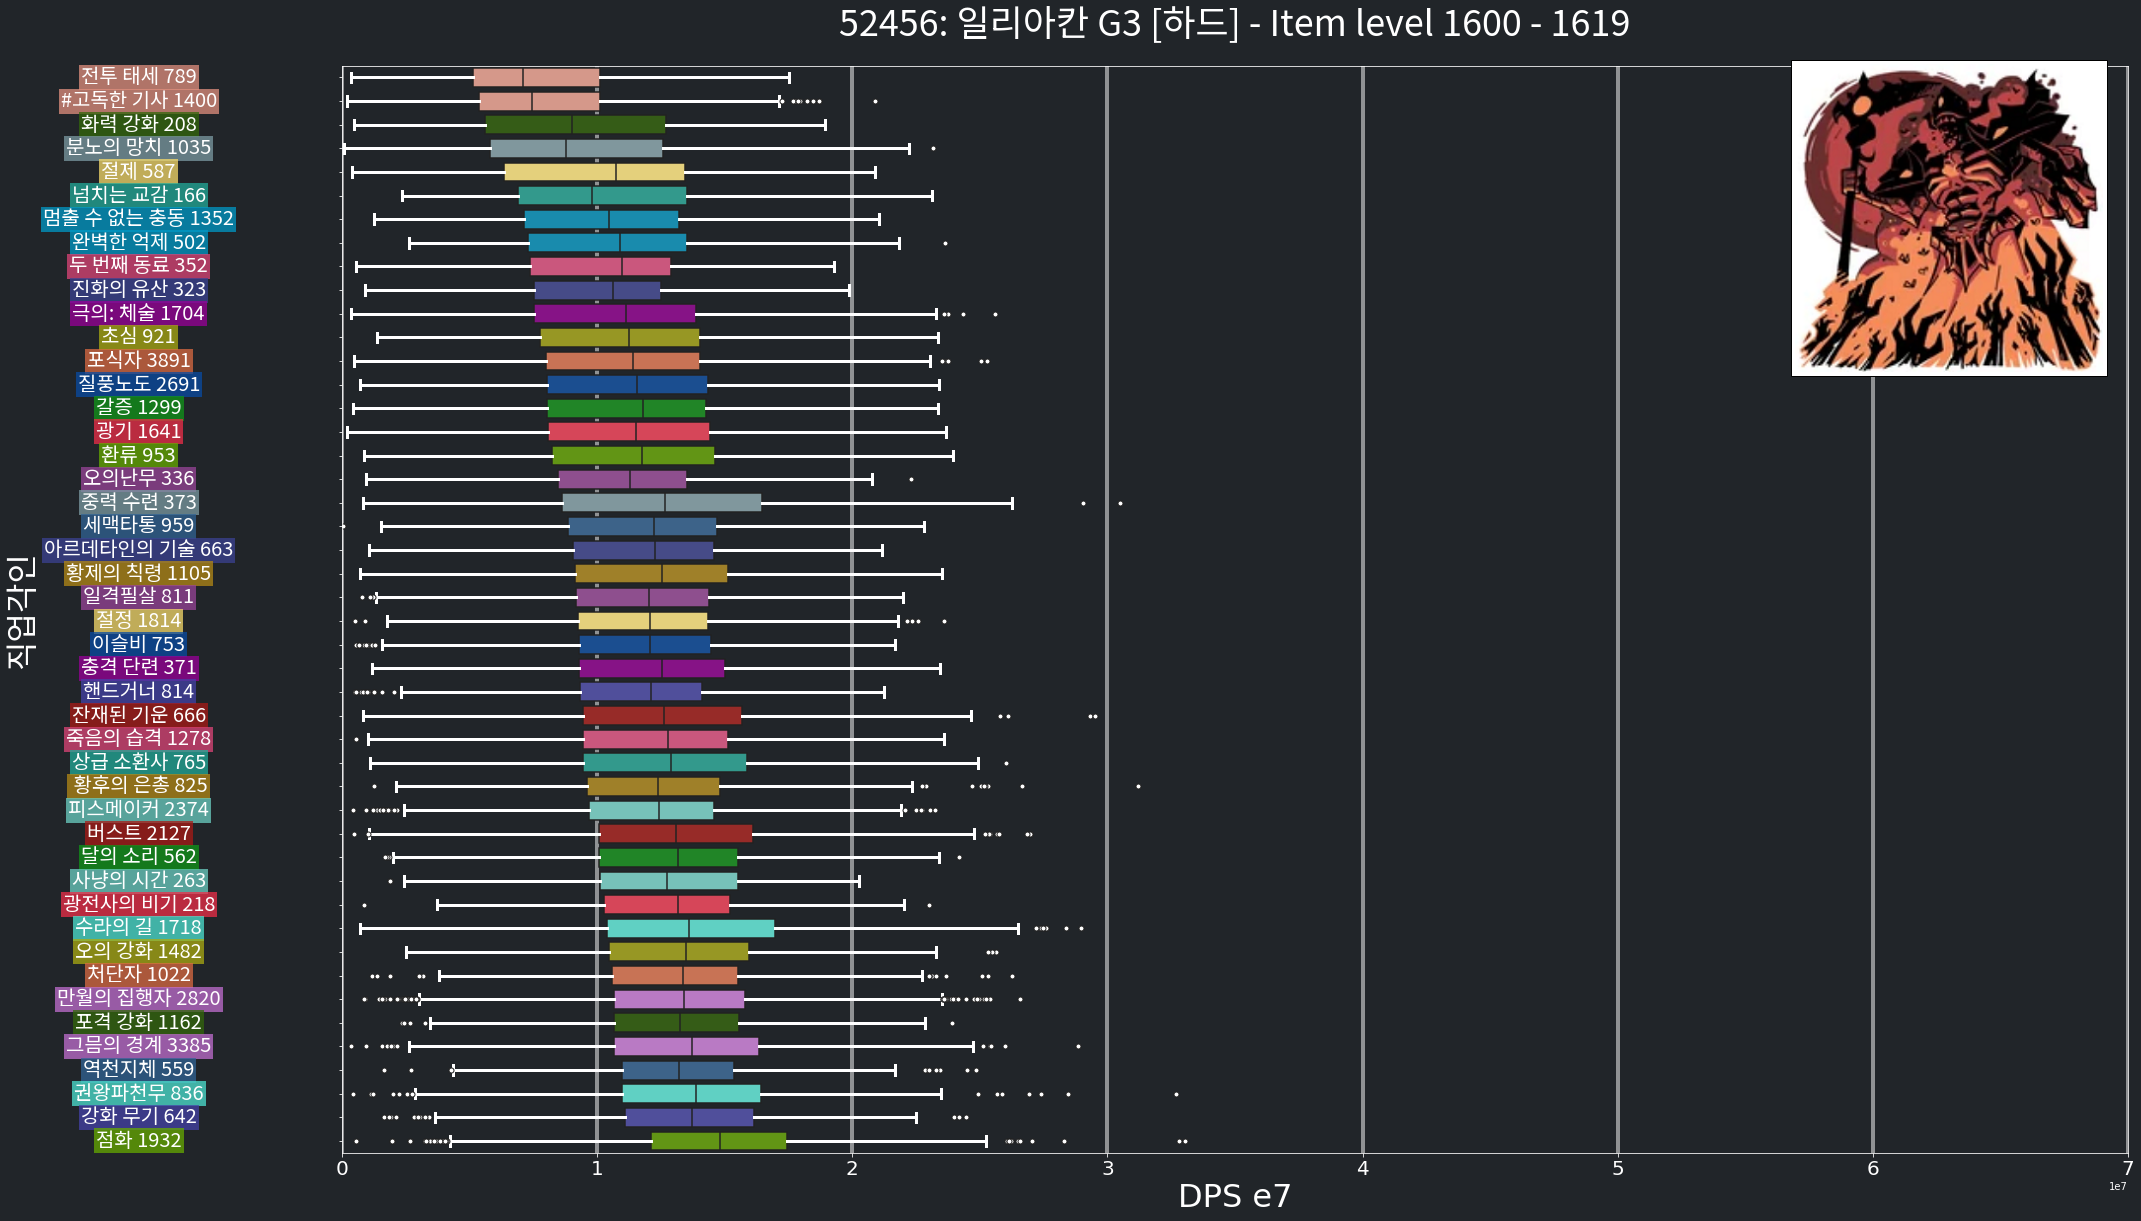 52456: 일리아칸 G3 [하드] - Item level 1600 - 1619
전투 태세 789
#고독한 기사 1400
화력 강화 208
분노의 망치 1035
절제 587
넘치는 교감 166
멈출 수 없는 충동 1352
완벽한 억제 502
두 번째 동료 352
진화의 유산 323
극의: 체술 1704
초심 921
포식자 3891
질풍노도 2691
갈증 1299
광기 1641
환류 953
오의난무 336
중력 수련 373
세맥타통 959
아르데타인의 기술 663
황제의 칙령 1105
일격필살 811
절정 1814
이슬비 753
충격 단련 371
핸드거너 814
잔재된 기운 666
죽음의 습격 1278
상급 소환사 765
황후의 은총 825
피스메이커 2374
버스트 2127
달의 소리 562
사냥의 시간 263
광전사의 비기 218
수라의 길 1718
오의 강화 1482
처단자 1022
만월의 집행자 2820
포격 강화 1162
그믐의 경계 3385
역천지체 559
권왕파천무 836
강화 무기 642
점화 1932
직업각인
0 1 2 3 4 5 6 7
1e7
DPS e7